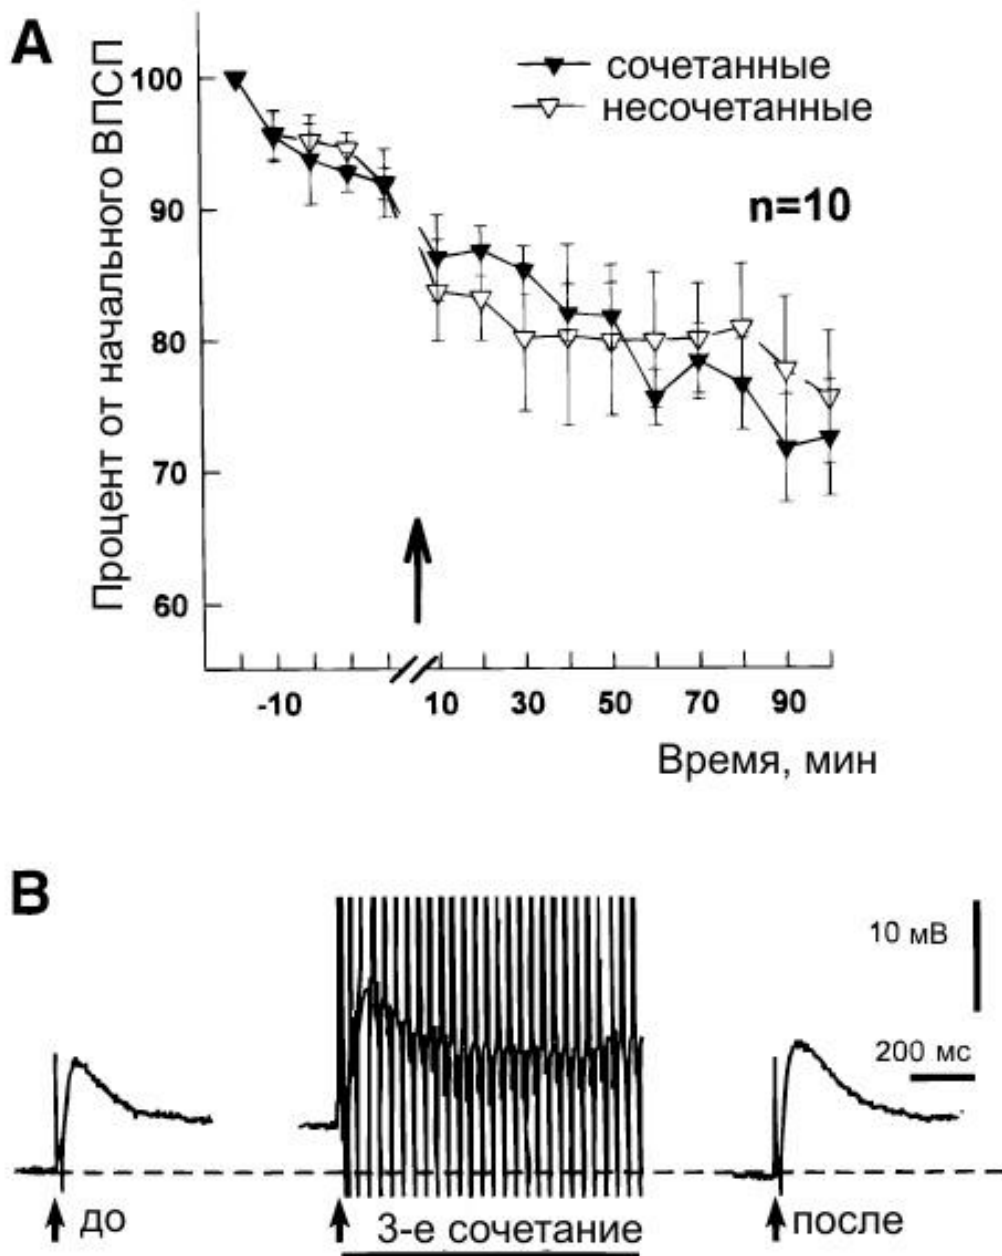 A
Процент от начального ВПСП
сочетанные
несочетанные
n=10
100
90
80
70
60
-10 10 30 50 70 90
Время, мин
B
10 мВ
200 мс
до
3-е сочетание
после